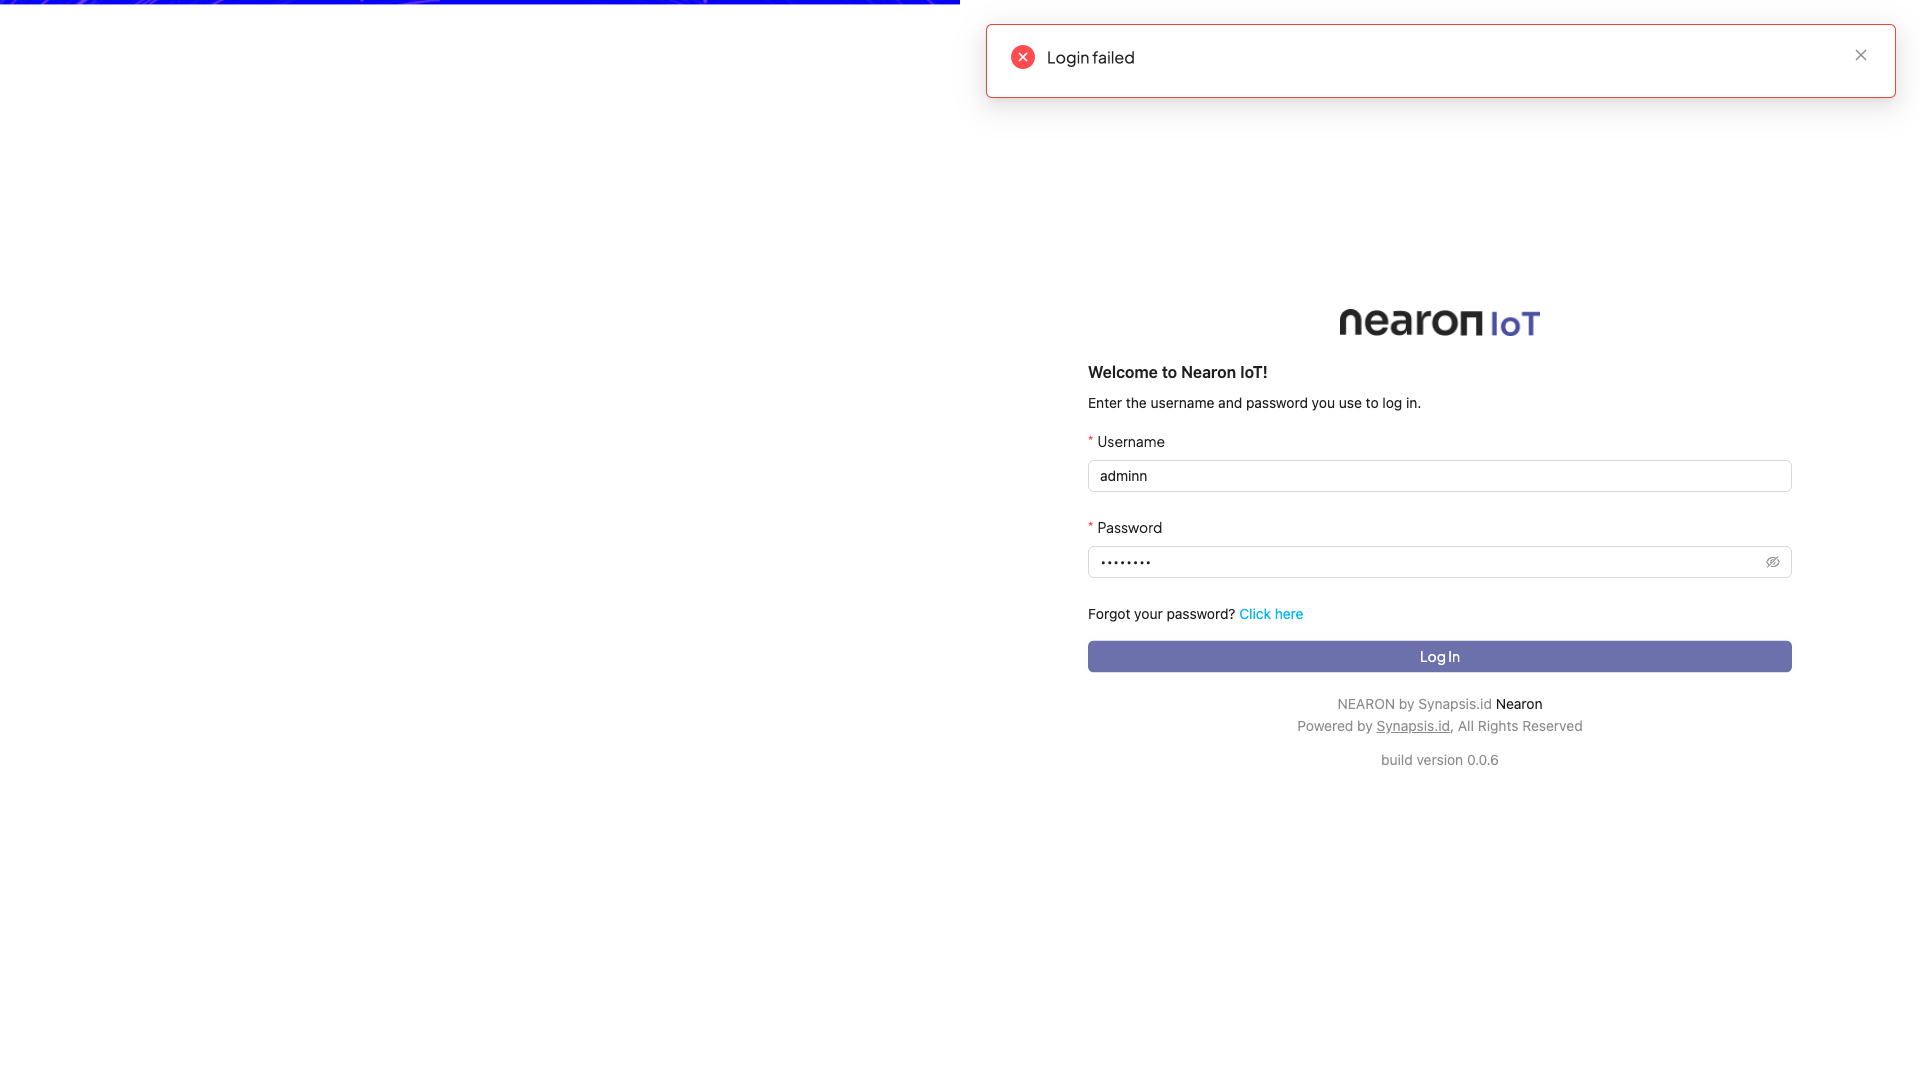 Login failed
nearon IoT
Welcome to Nearon IoT!
Enter the username and password you use to log in.
* Username
adminn
* Password
••••••••
Forgot your password? Click here
Log In
NEARON by Synapsis.id Nearon
Powered by Synapsis.id, All Rights Reserved
build version 0.0.6